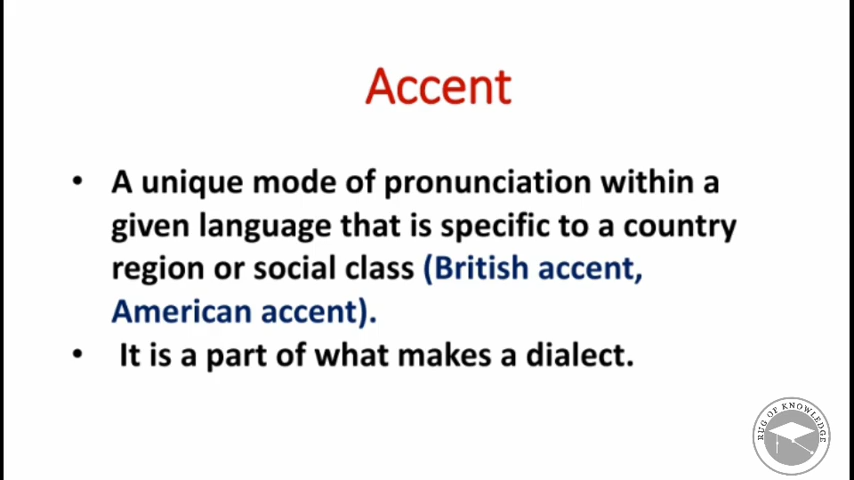 Accent
• A unique mode of pronunciation within a
given language that is specific to a country
region or social class (British accent,
American accent).
• It is a part of what makes a dialect.
RUG OF KNOWLEDGE